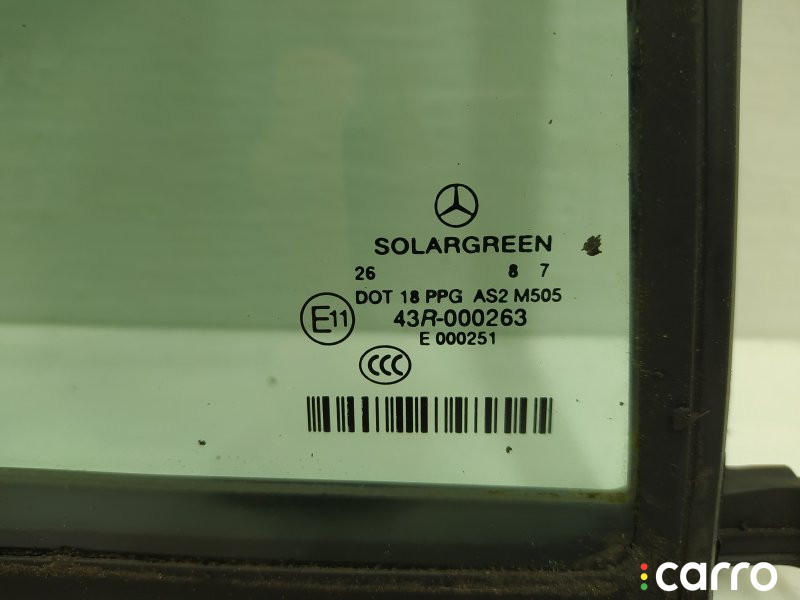 SOLARGREEN
26 8 7
DOT 18 PPG AS2 M505
E11 43R-000263
E 000251
CCC
carro